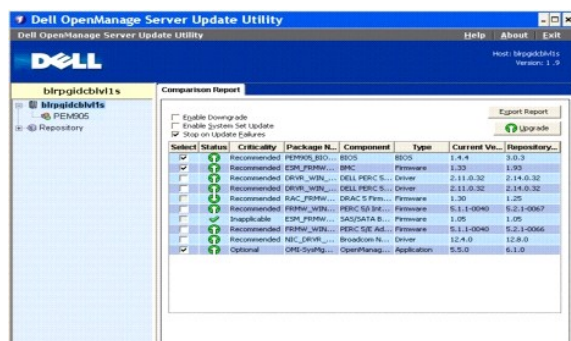 Dell OpenManage Server Update Utility
Dell OpenManage Server Update Utility Help About Exit
DELL
Host: blrpgidcblvl1s
Version: 1 .9
blrpgidcblvl1s
Comparison Report
blrpgidcblvl1s
PEM905
Repository
Enable Downgrade
Enable System Set Update
Stop on Update Failures
Export Report
Upgrade
Select Status Criticality Package N... Component Type Current Ve... Repository...
Recommended PEM905_BIO... BIOS BIOS 1.4.4 3.0.3
Recommended ESM_FRMW... BMC Firmware 1.33 1.93
Recommended DRVR_WIN_... DELL PERC 5... Driver 2.11.0.32 2.14.0.32
Recommended DRVR_WIN_... DELL PERC 5... Driver 2.11.0.32 2.14.0.32
Recommended RAC_FRMW... DRAC 5 Firm... Firmware 1.30 1.25
Recommended FRMW_WIN... PERC 5/i Int... Firmware 5.1.1-0040 5.2.1-0067
Inapplicable ESM_FRMW... SAS/SATA B... Firmware 1.05 1.05
Recommended FRMW_WIN... PERC 5/E Ad... Firmware 5.1.1-0040 5.2.1-0066
Recommended NIC_DRVR_... Broadcom N... Driver 12.4.0 12.8.0
Optional OMI-SysMg... OpenManag... Application 5.5.0 6.1.0